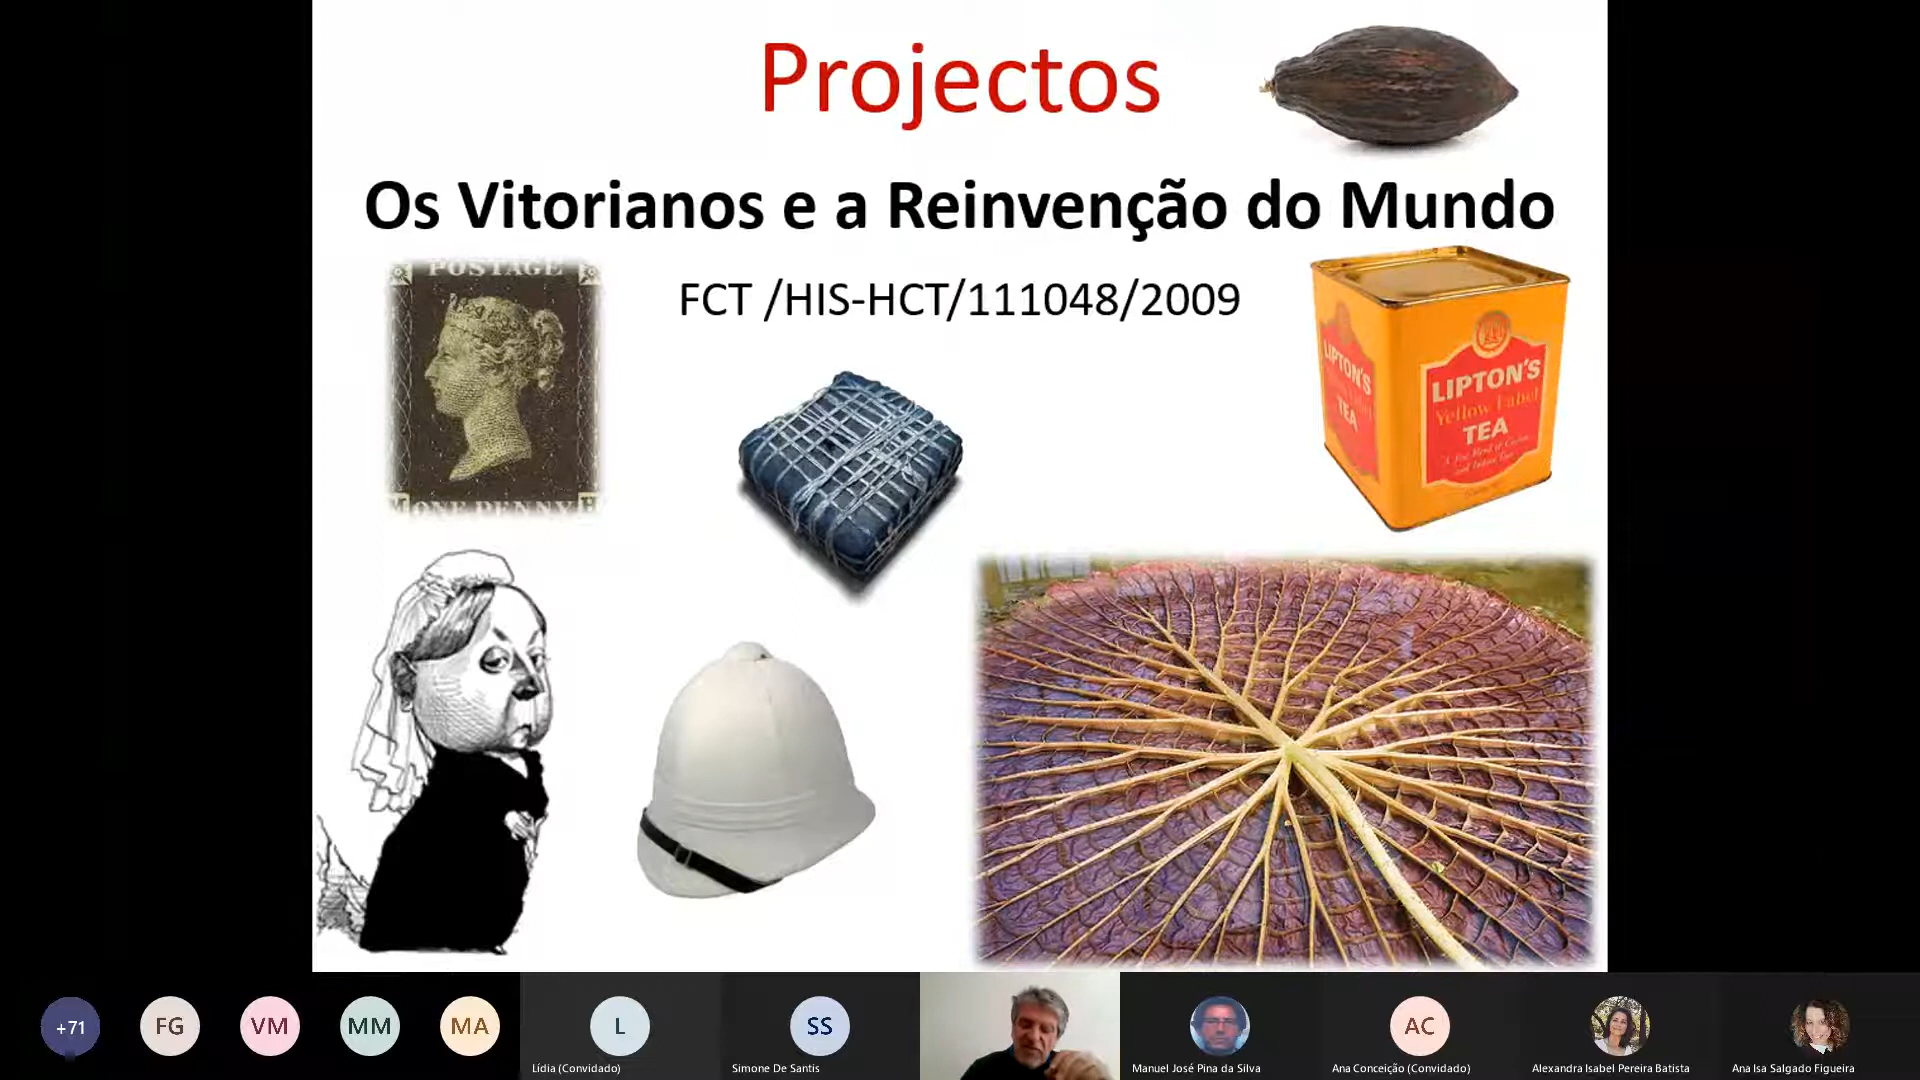 Projectos
Os Vitorianos e a Reinvenção do Mundo
FCT /HIS-HCT/111048/2009
POSTAGE
ONE PENNY
LIPTON'S
TEA
LIPTON'S
Yellow Label
TEA
+71
FG
VM
MM
MA
L
SS
AC
Lídia (Convidado)
Simone De Santis
Manuel José Pina da Silva
Ana Conceição (Convidado)
Alexandra Isabel Pereira Batista
Ana Isa Salgado Figueira